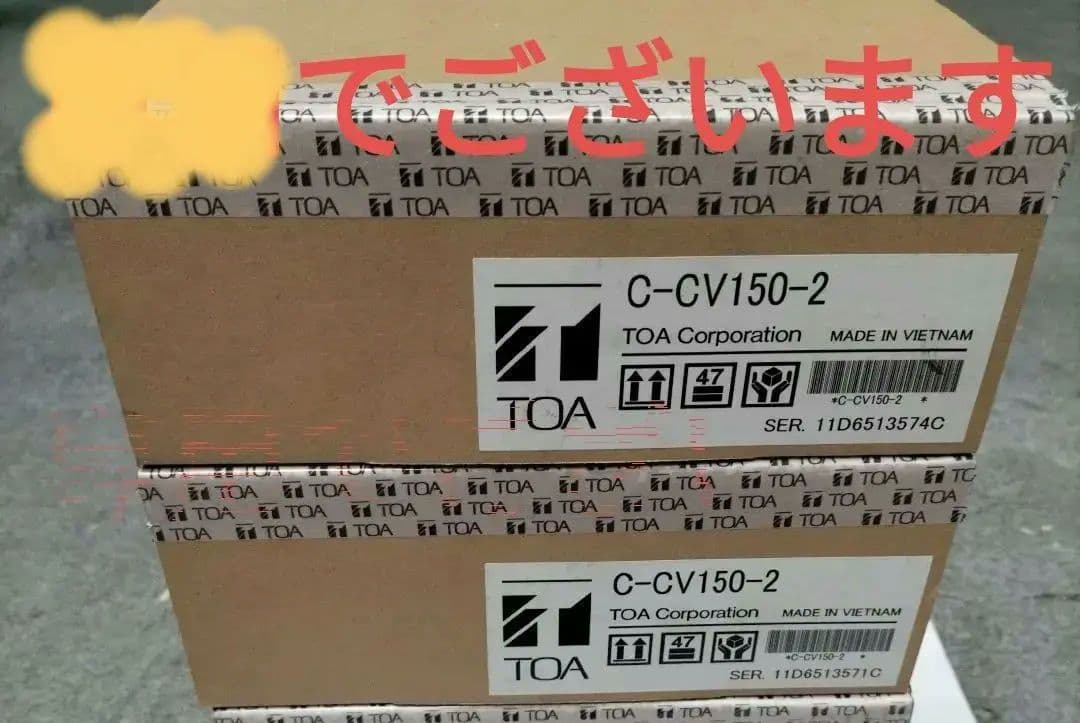 でございます
C-CV150-2
TOA Corporation MADE IN VIETNAM
47
*C-CV150-2 *
TOA
SER. 11D6513574C
C-CV150-2
TOA Corporation MADE IN VIETNAM
47
*C-CV150-2 *
TOA
SER. 11D6513571C